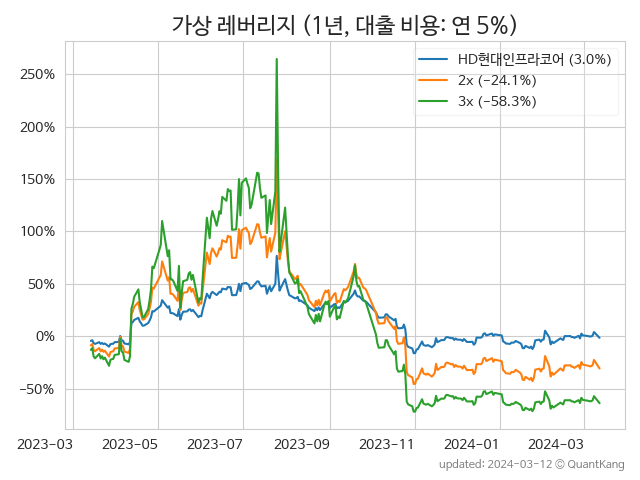 가상 레버리지 (1년, 대출 비용: 연 5%)
HD현대인프라코어 (3.0%)
2x (−24.1%)
3x (−58.3%)
250%
200%
150%
100%
50%
0%
−50%
2023-03
2023-05
2023-07
2023-09
2023-11
2024-01
2024-03
updated: 2024-03-12 © QuantKang